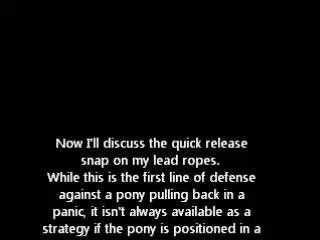 Now I'll discuss the quick release
snap on my lead ropes.
While this is the first line of defense
against a pony pulling back in a
panic, it isn't always available as a
strategy if the pony is positioned in a